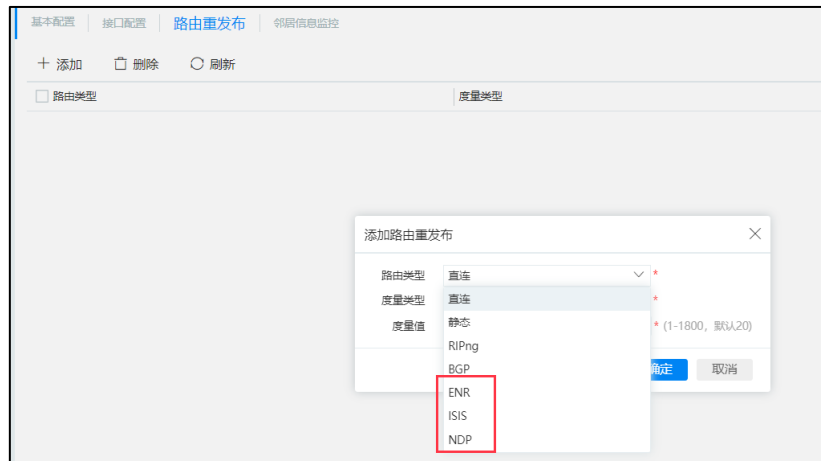 基本配置 接口配置 路由重发布 邻居信息监控
添加 删除 刷新
路由类型 度量类型
添加路由重发布
路由类型 直连 *
度量类型 直连 *
度量值 静态 * (1-1800，默认20)
RIPng
BGP 确定 取消
ENR
ISIS
NDP